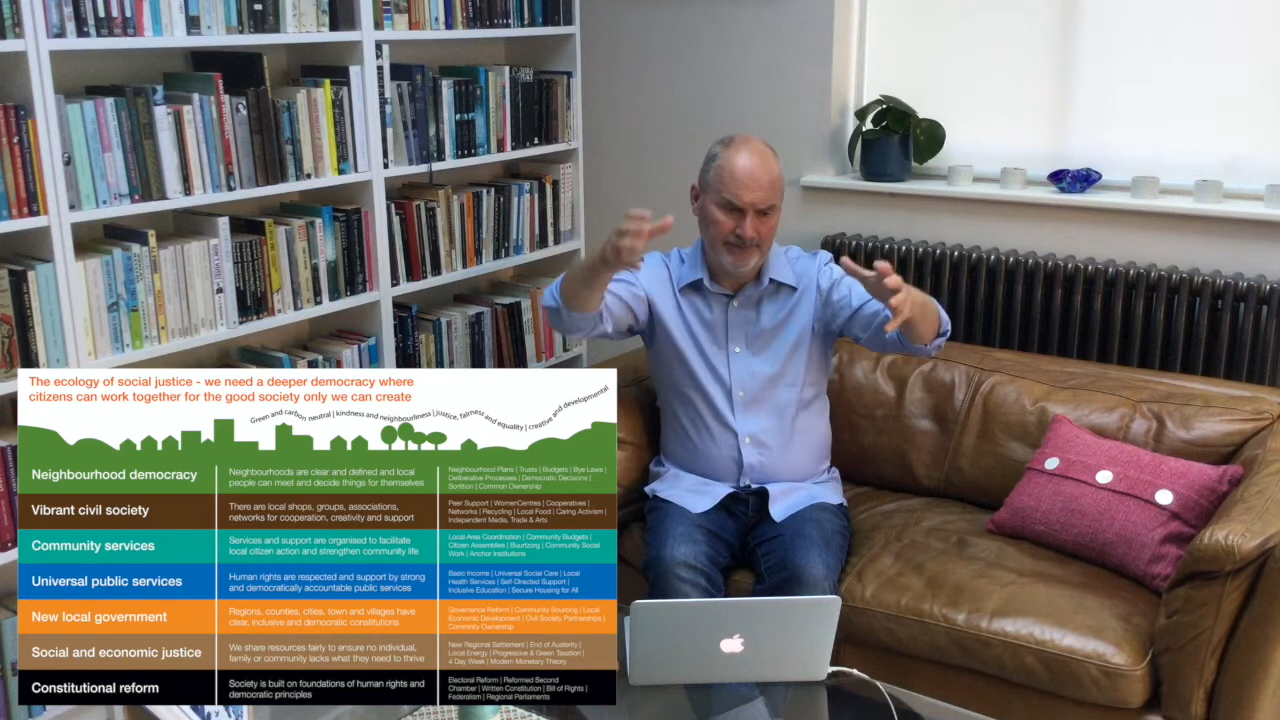 The ecology of social justice - we need a deeper democracy where
citizens can work together for the good society only we can create
Green and carbon neutral | kindness and neighbourliness | justice, fairness and equality | creative and developmental
Neighbourhood democracy
Neighbourhoods are clear and defined and local
people can meet and decide things for themselves
Neighbourhood Plans | Trusts | Budgets | Bye Laws |
Deliberative Processes | Democratic Decisions |
Sortition | Common Ownership
Vibrant civil society
There are local shops, groups, associations,
networks for cooperation, creativity and support
Peer Support | WomenCentres | Cooperatives |
Networks | Recycling | Local Food | Caring Activism |
Independent Media, Trade & Arts
Community services
Services and support are organised to facilitate
local citizen action and strengthen community life
Local Area Coordination | Community Budgets |
Citizen Assemblies | Buurtzorg | Community Social
Work | Anchor Institutions
Universal public services
Human rights are respected and support by strong
and democratically accountable public services
Basic Income | Universal Social Care | Local
Health Services | Self-Directed Support |
Inclusive Education | Secure Housing for All
New local government
Regions, counties, cities, town and villages have
clear, inclusive and democratic constitutions
Governance Reform | Community Sourcing | Local
Economic Development | Civil Society Partnerships |
Commnity Ownership
Social and economic justice
We share resources fairly to ensure no individual,
family or community lacks what they need to thrive
New Regional Settlement | End of Austerity |
Local Energy | Progressive & Green Taxation |
4 Day Week | Modern Monetary Theory
Constitutional reform
Society is built on foundations of human rights and
democratic principles
Electoral Reform | Reformed Second
Chamber | Written Constitution | Bill of Rights |
Federalism | Regional Parliaments